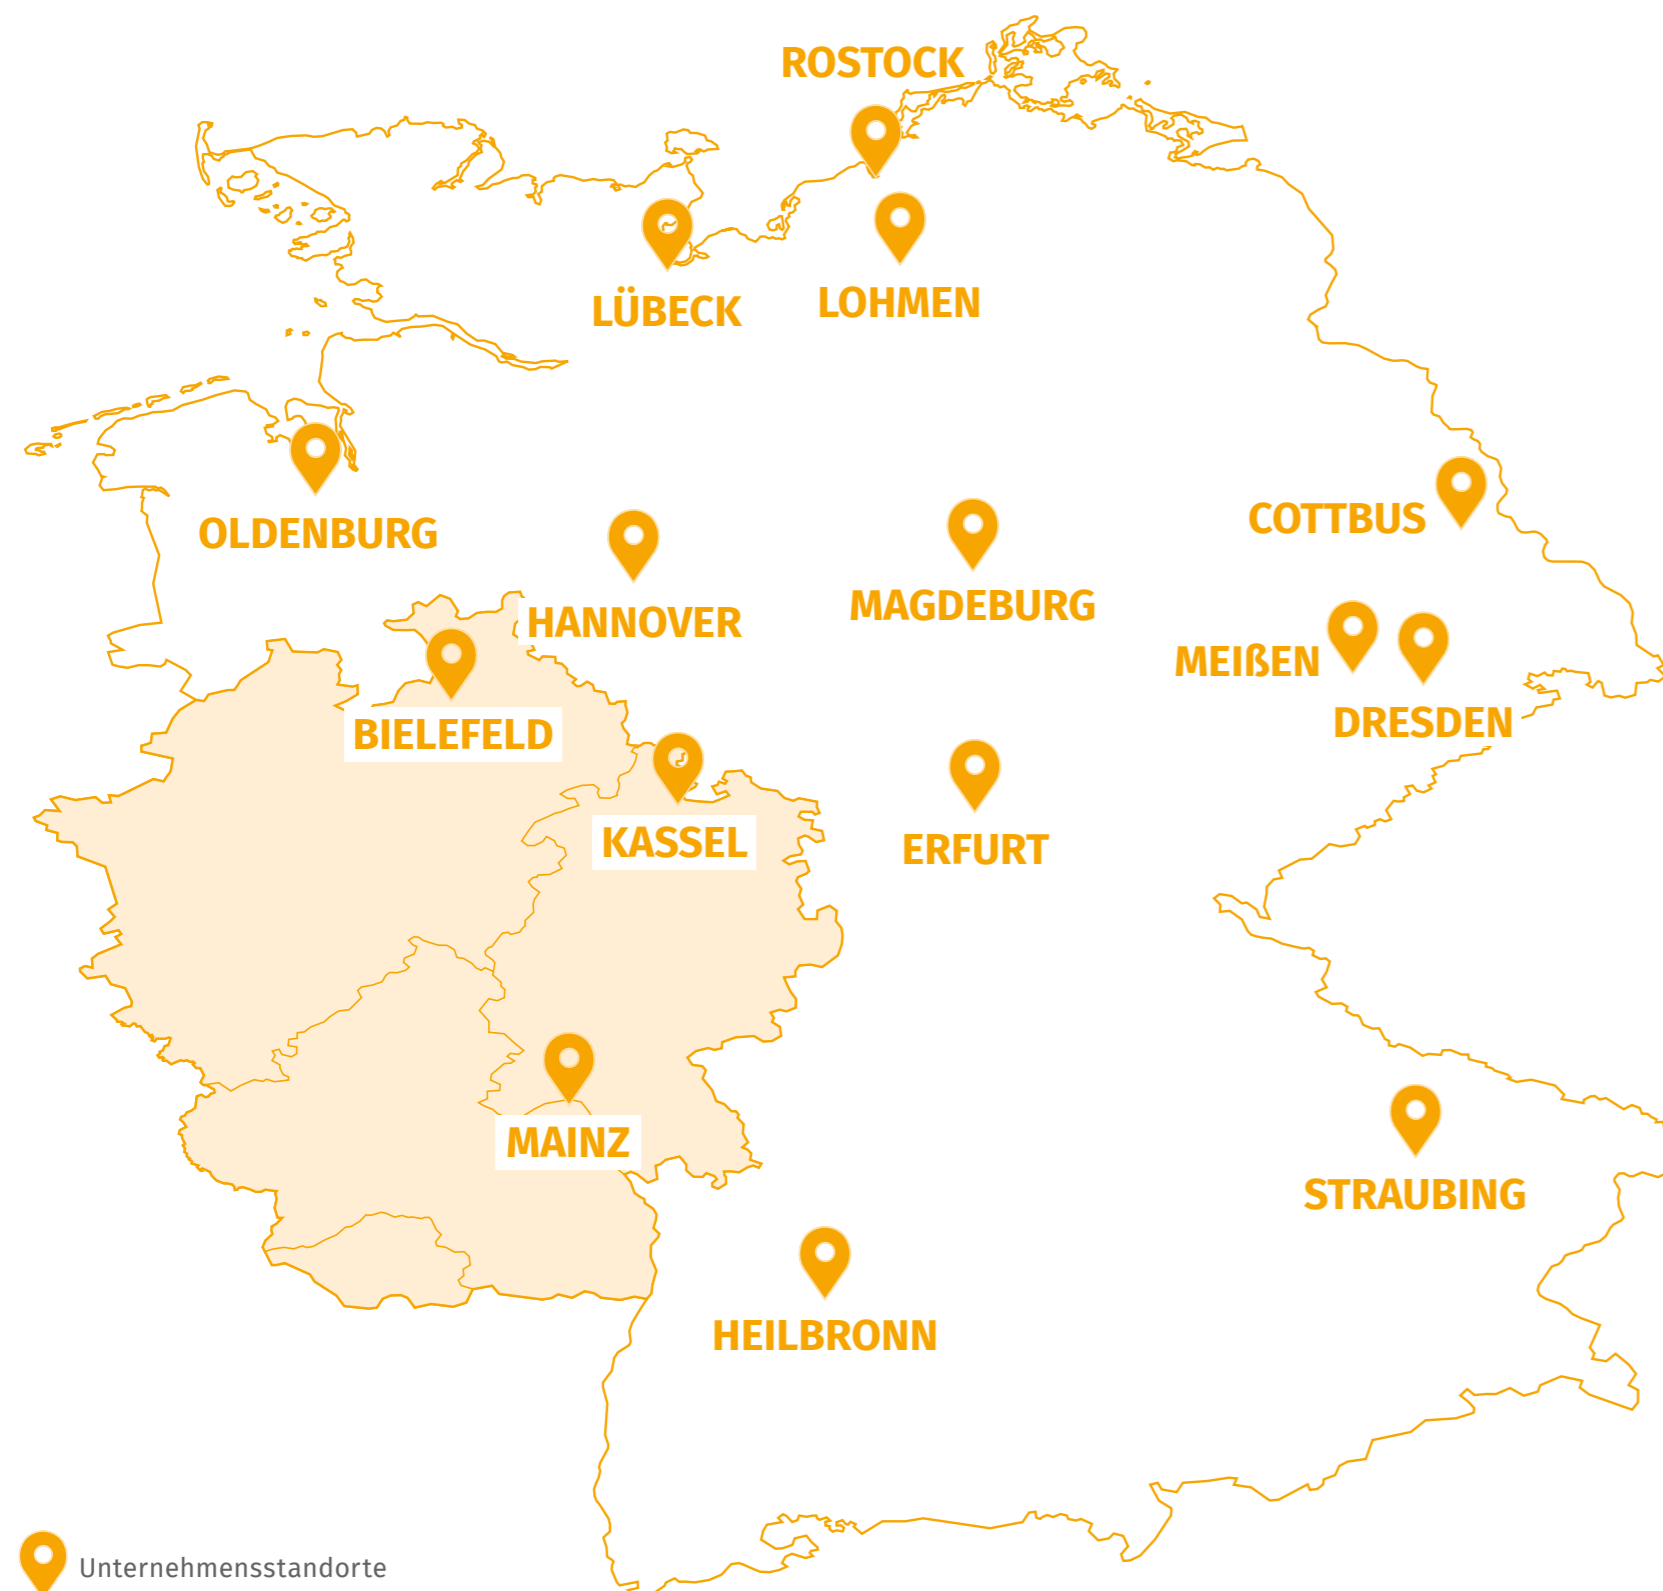 ROSTOCK
LÜBECK
LOHMEN
OLDENBURG
COTTBUS
HANNOVER
MAGDEBURG
MEIßEN
DRESDEN
BIELEFELD
KASSEL
ERFURT
MAINZ
STRAUBING
HEILBRONN
Unternehmensstandorte